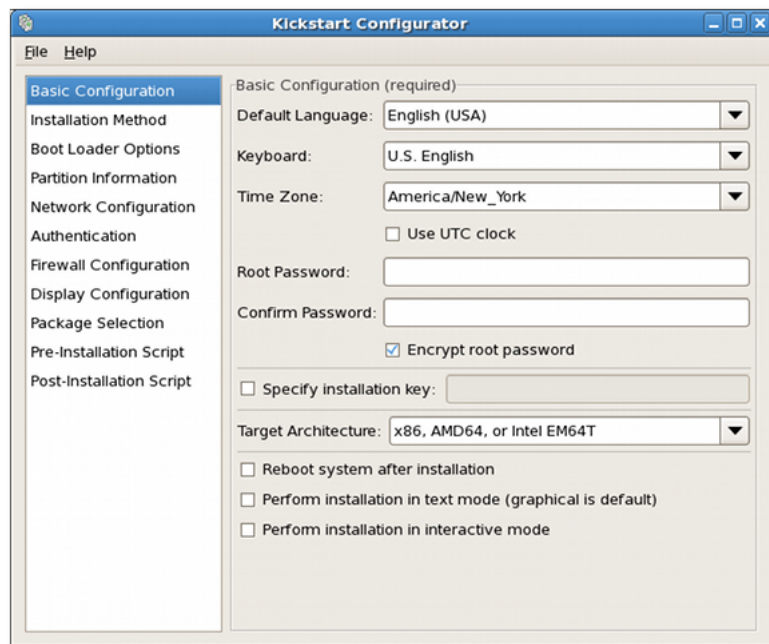 Kickstart Configurator
File Help
Basic Configuration
Installation Method
Boot Loader Options
Partition Information
Network Configuration
Authentication
Firewall Configuration
Display Configuration
Package Selection
Pre-Installation Script
Post-Installation Script
Basic Configuration (required)
Default Language: English (USA)
Keyboard: U.S. English
Time Zone: America/New_York
Use UTC clock
Root Password:
Confirm Password:
Encrypt root password
Specify installation key:
Target Architecture: x86, AMD64, or Intel EM64T
Reboot system after installation
Perform installation in text mode (graphical is default)
Perform installation in interactive mode